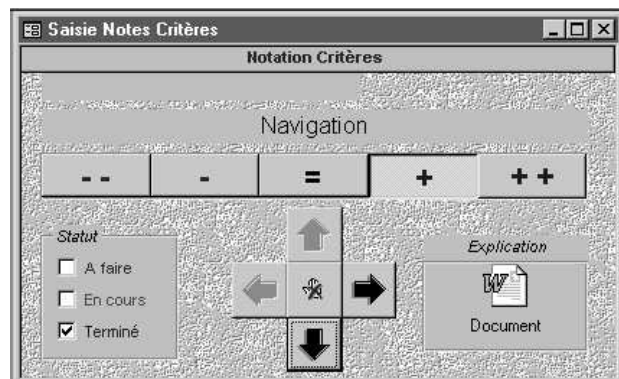 Saisie Notes Critères
Notation Critères
Navigation
- - - = + + +
Statut
A faire
En cours
Terminé
Explication
W
Document